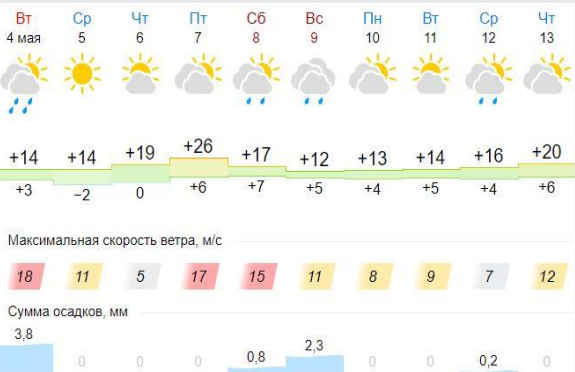 Вт Ср Чт Пт Сб Вс Пн Вт Ср Чт
4 мая 5 6 7 8 9 10 11 12 13
+14 +14 +19 +26 +17 +12 +13 +14 +16 +20
+3 −2 0 +6 +7 +5 +4 +5 +4 +6
Максимальная скорость ветра, м/с
18 11 5 17 15 11 8 9 7 12
Сумма осадков, мм
3,8 0 0 0 0,8 2,3 0 0 0,2 0